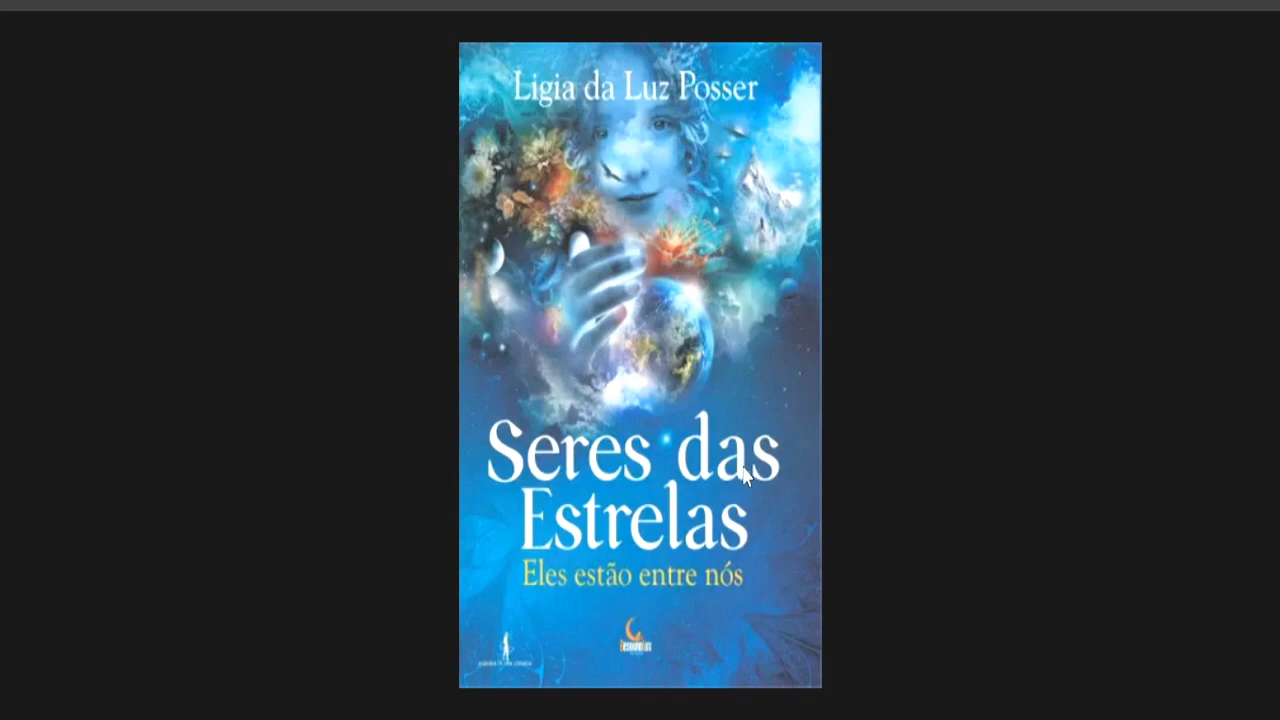 Ligia da Luz Posser
Seres das
Estrelas
Eles estão entre nós